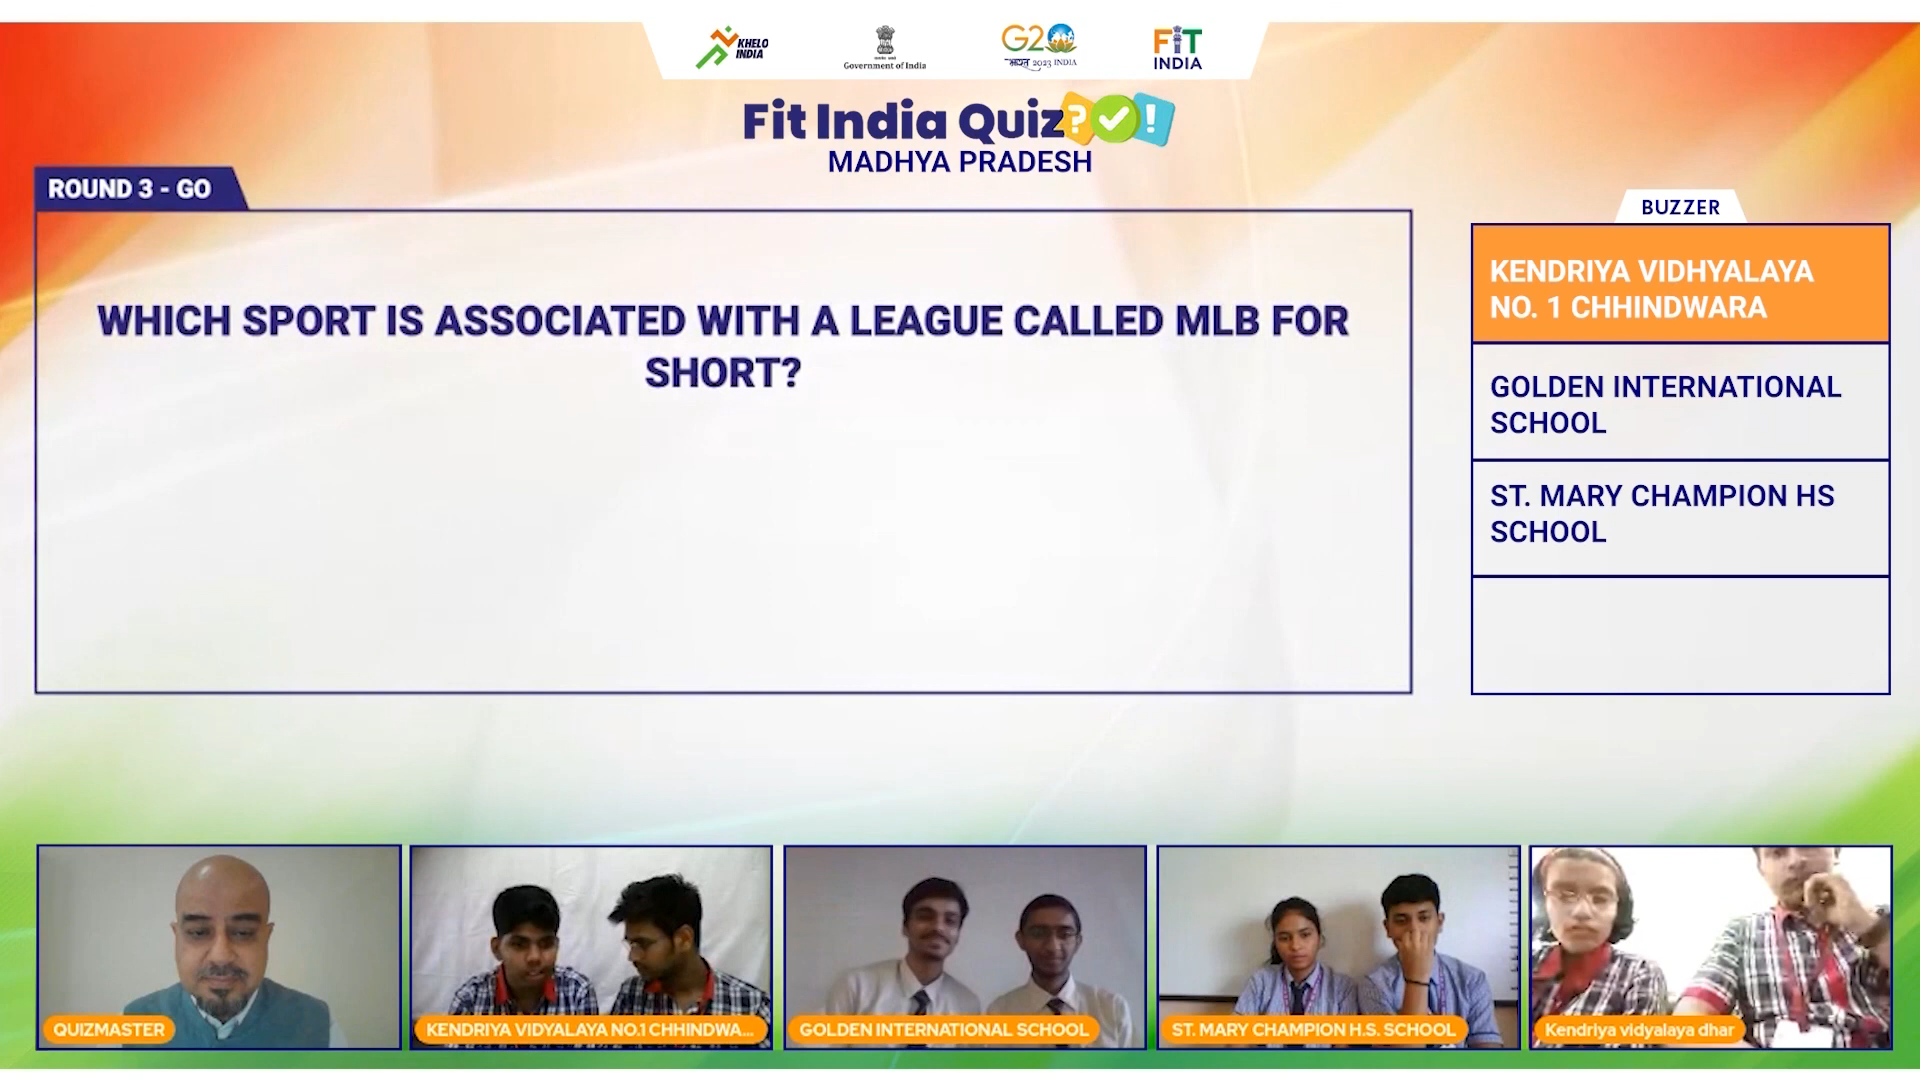 KHELO
INDIA
Government of India
G20
भारत 2023 INDIA
FIT
INDIA
Fit India Quiz?!
MADHYA PRADESH
ROUND 3 - GO
WHICH SPORT IS ASSOCIATED WITH A LEAGUE CALLED MLB FOR
SHORT?
BUZZER
KENDRIYA VIDHYALAYA
NO. 1 CHHINDWARA
GOLDEN INTERNATIONAL
SCHOOL
ST. MARY CHAMPION HS
SCHOOL
QUIZMASTER
KENDRIYA VIDYALAYA NO.1 CHHINDWA...
GOLDEN INTERNATIONAL SCHOOL
ST. MARY CHAMPION H.S. SCHOOL
Kendriya vidyalaya dhar